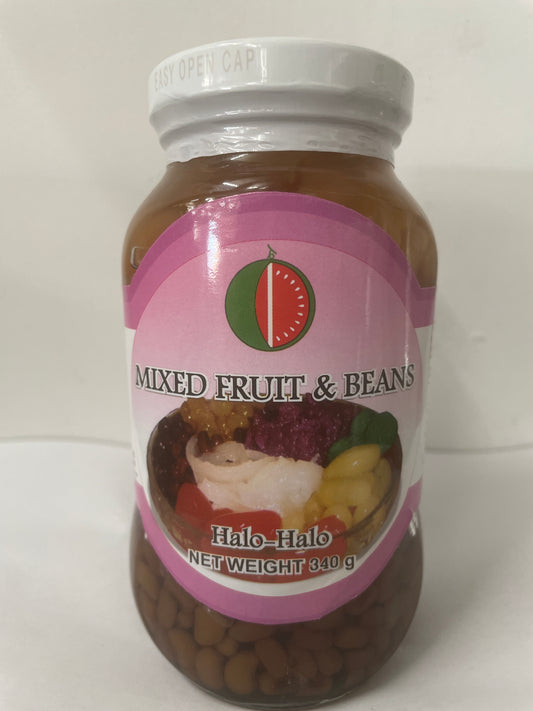 EASY OPEN CAP
MIXED FRUIT & BEANS
Halo-Halo
NET WEIGHT 340 g